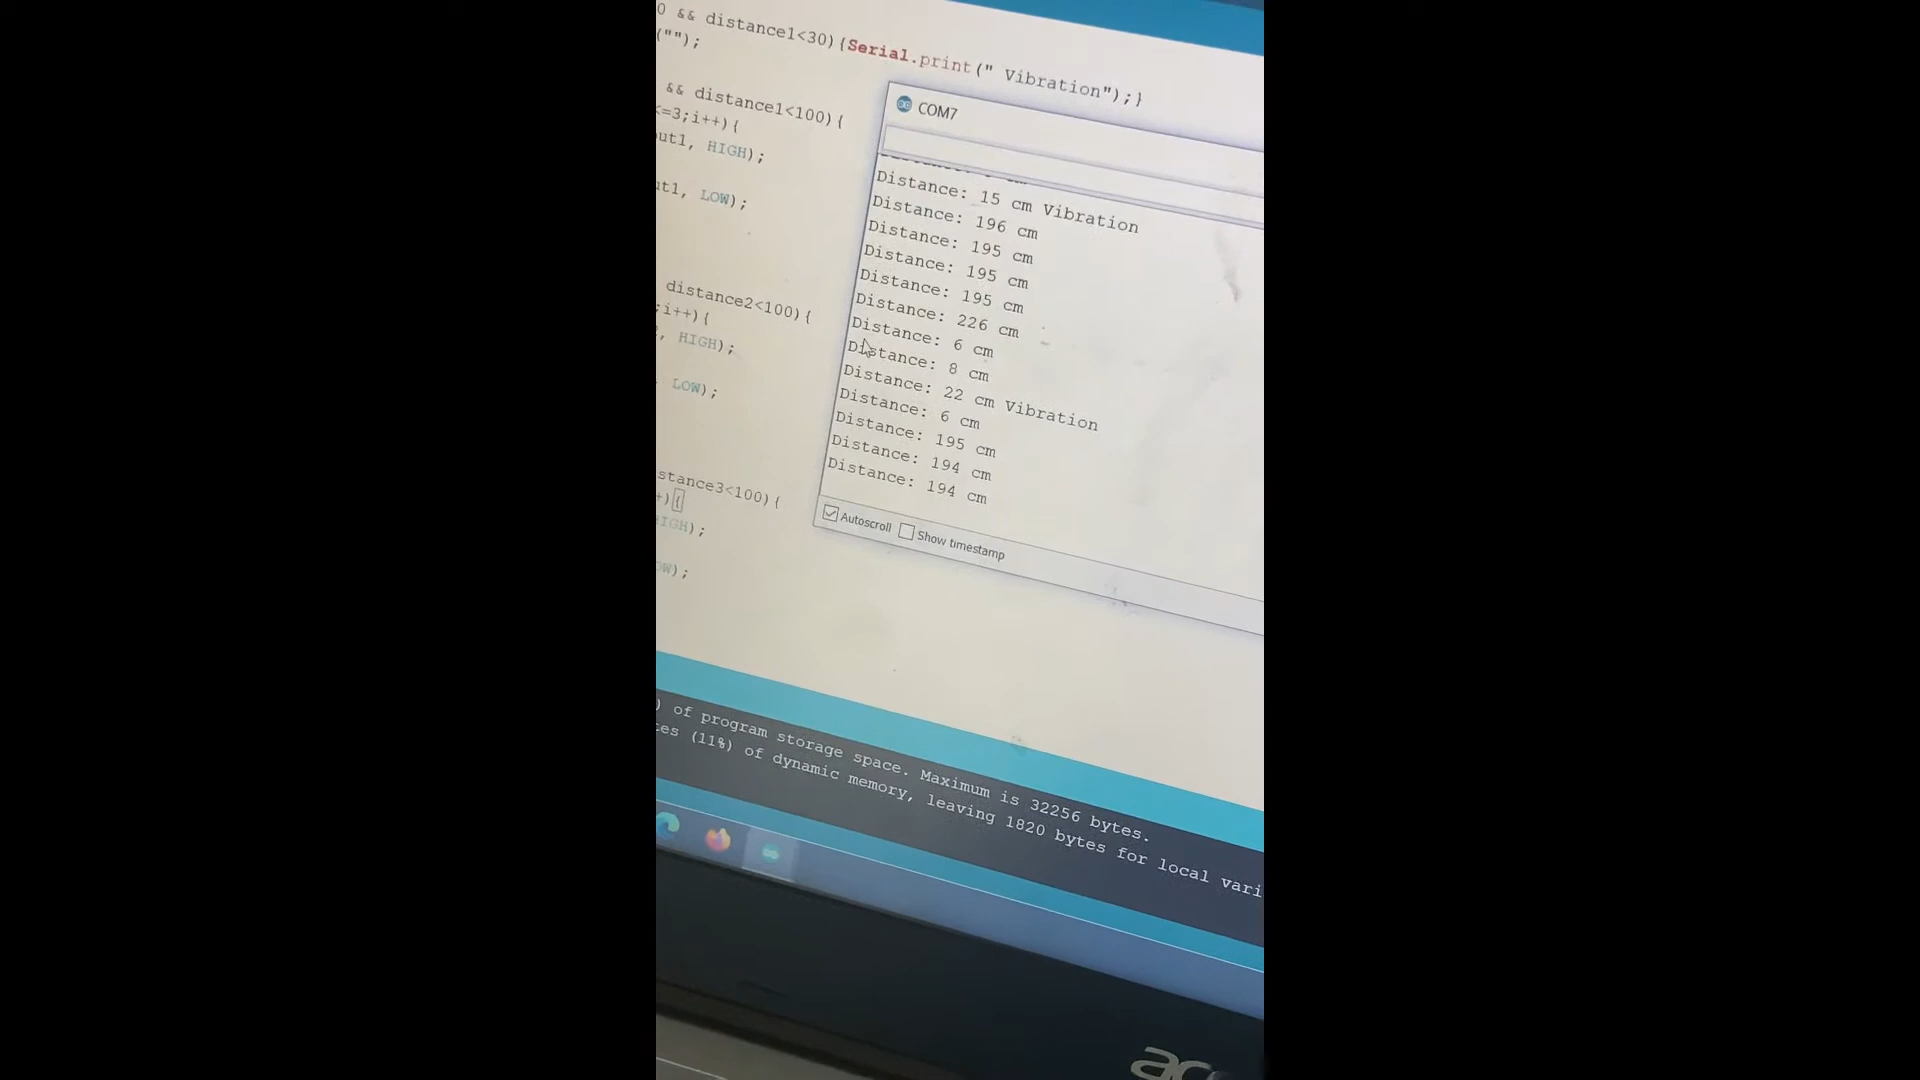 0 && distance1<30){Serial.print(" Vibration");}
("");
&& distance1<100){
<=3;i++){
ut1, HIGH);
ut1, LOW);
distance2<100){
;i++){
, HIGH);
LOW);
stance3<100){
+){
HIGH);
OW);
COM7
Distance: 15 cm Vibration
Distance: 196 cm
Distance: 195 cm
Distance: 195 cm
Distance: 195 cm
Distance: 226 cm
Distance: 6 cm
Distance: 8 cm
Distance: 22 cm Vibration
Distance: 6 cm
Distance: 195 cm
Distance: 194 cm
Distance: 194 cm
Autoscroll Show timestamp
) of program storage space. Maximum is 32256 bytes.
tes (11%) of dynamic memory, leaving 1820 bytes for local vari
ac